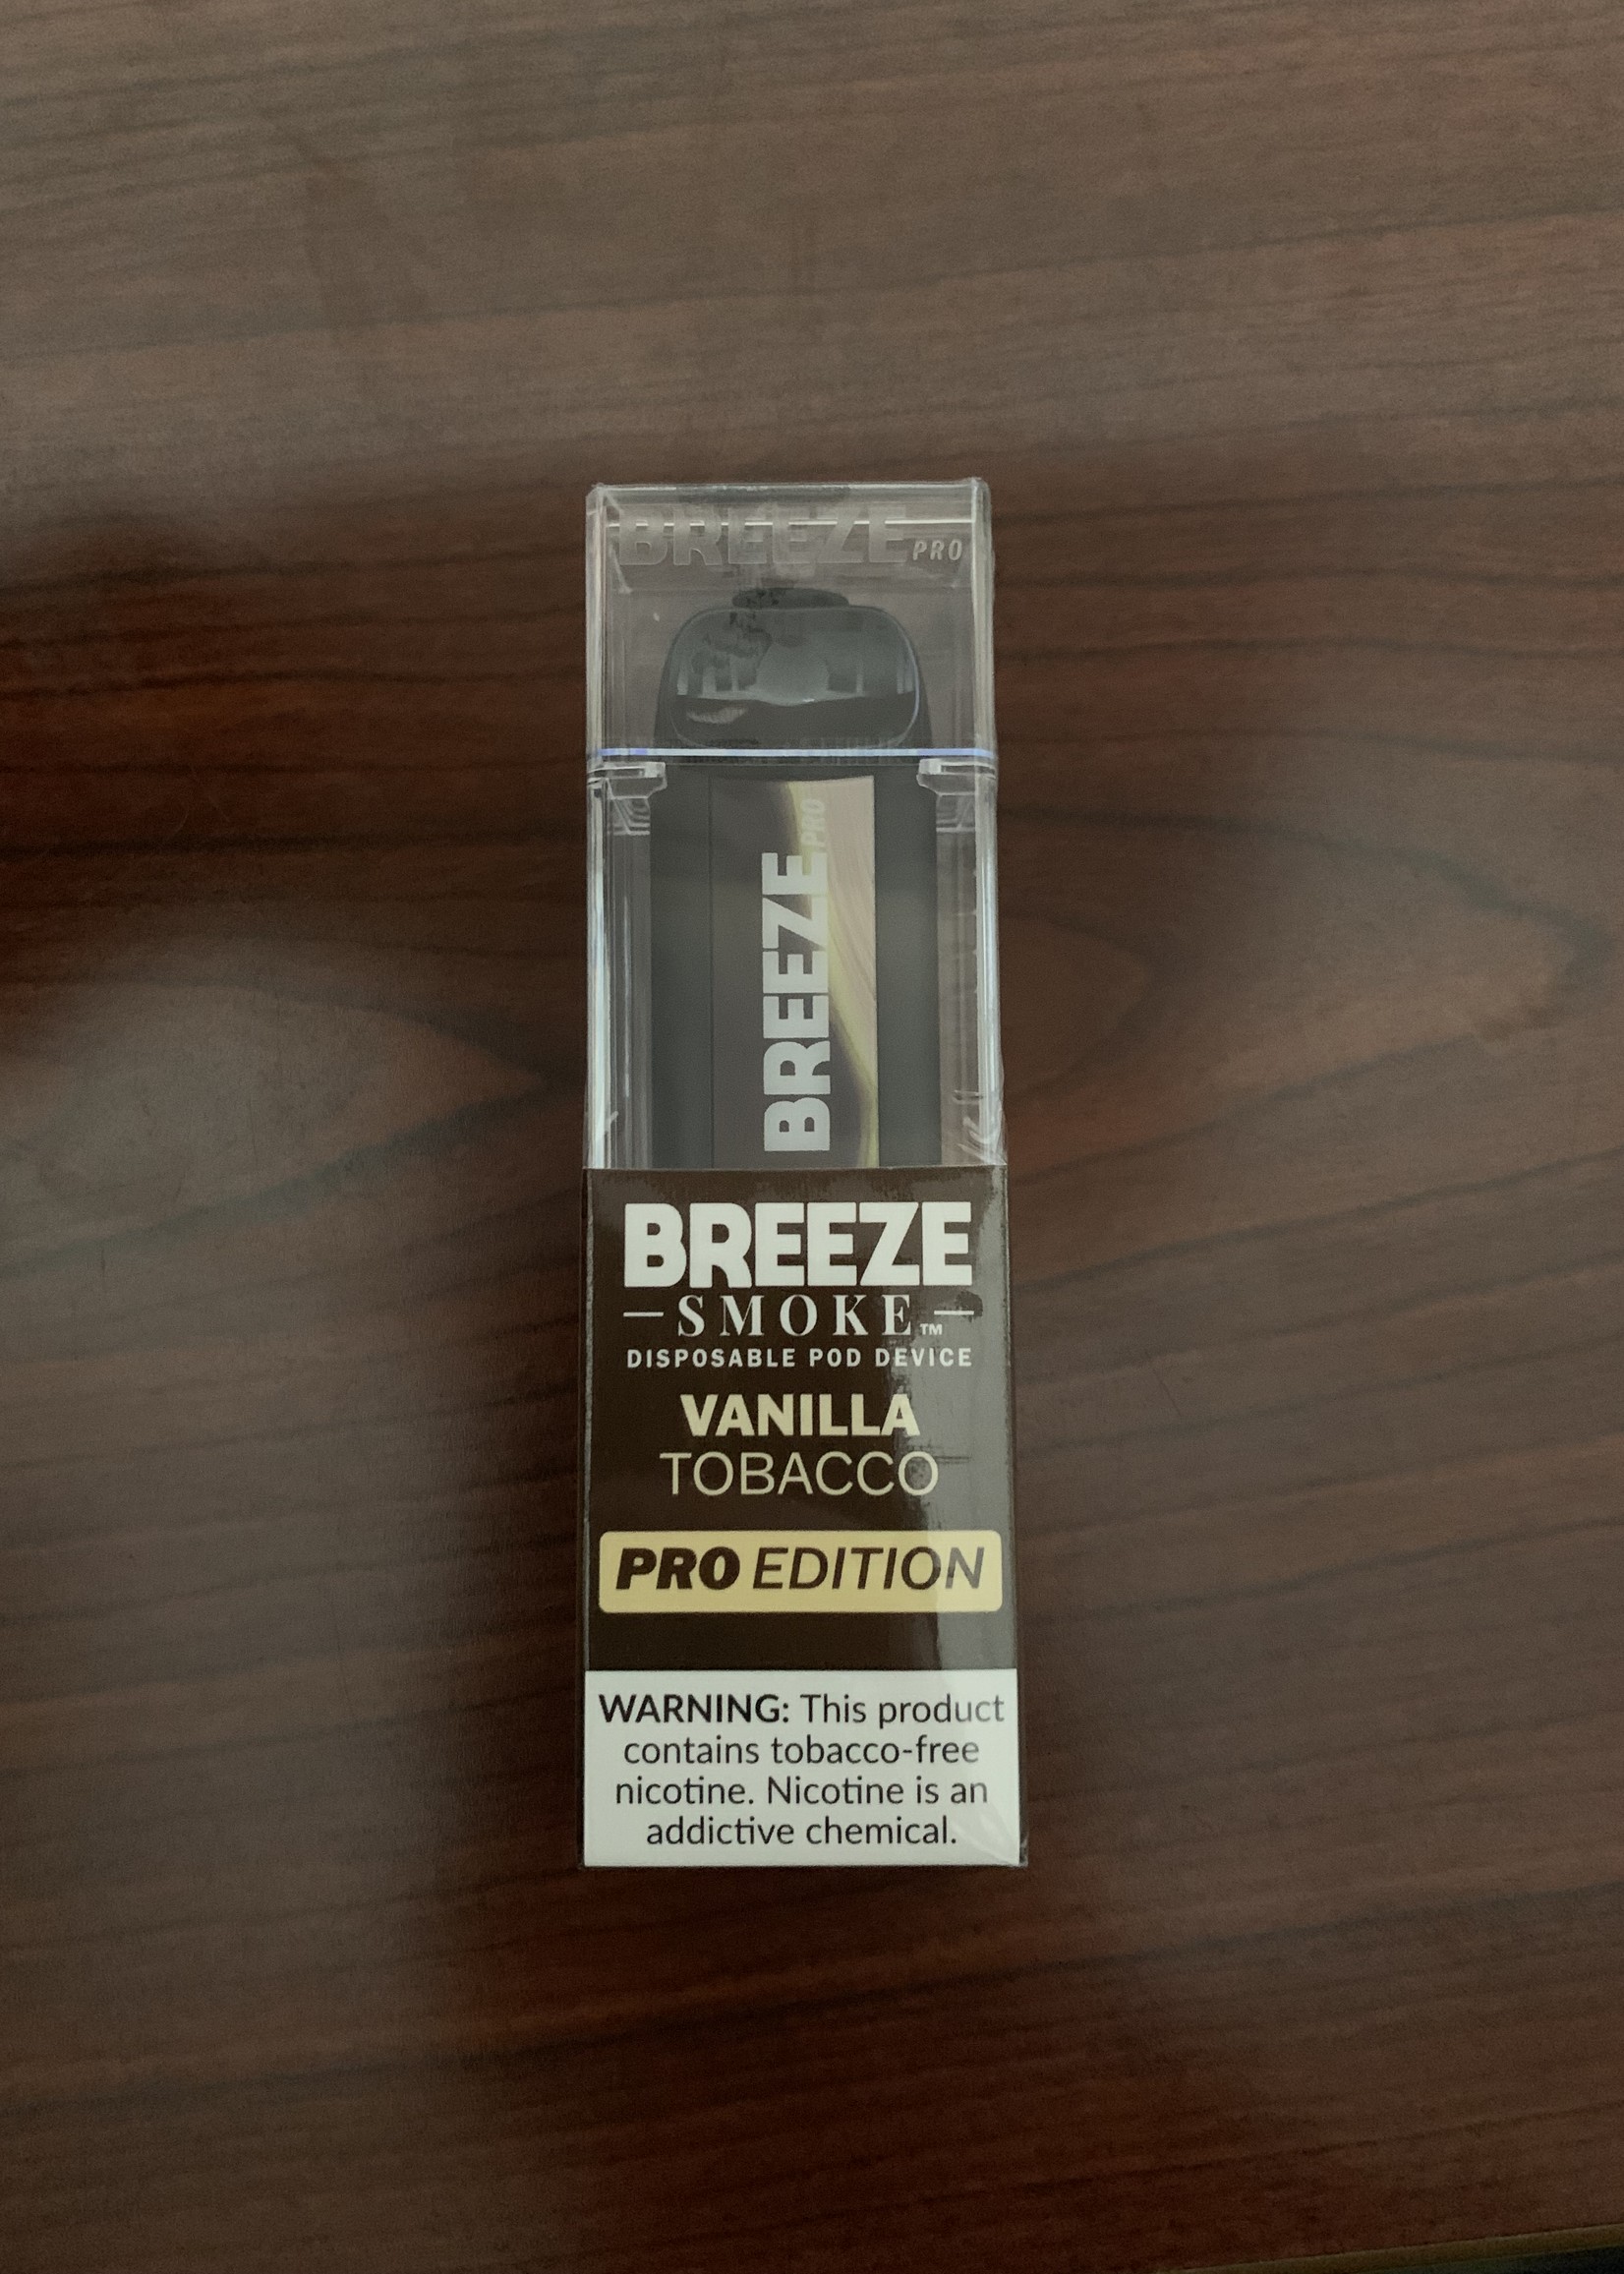 BREEZE PRO
BREEZE PRO
BREEZE
SMOKE™
DISPOSABLE POD DEVICE
VANILLA
TOBACCO
PRO EDITION
WARNING: This product
contains tobacco-free
nicotine. Nicotine is an
addictive chemical.